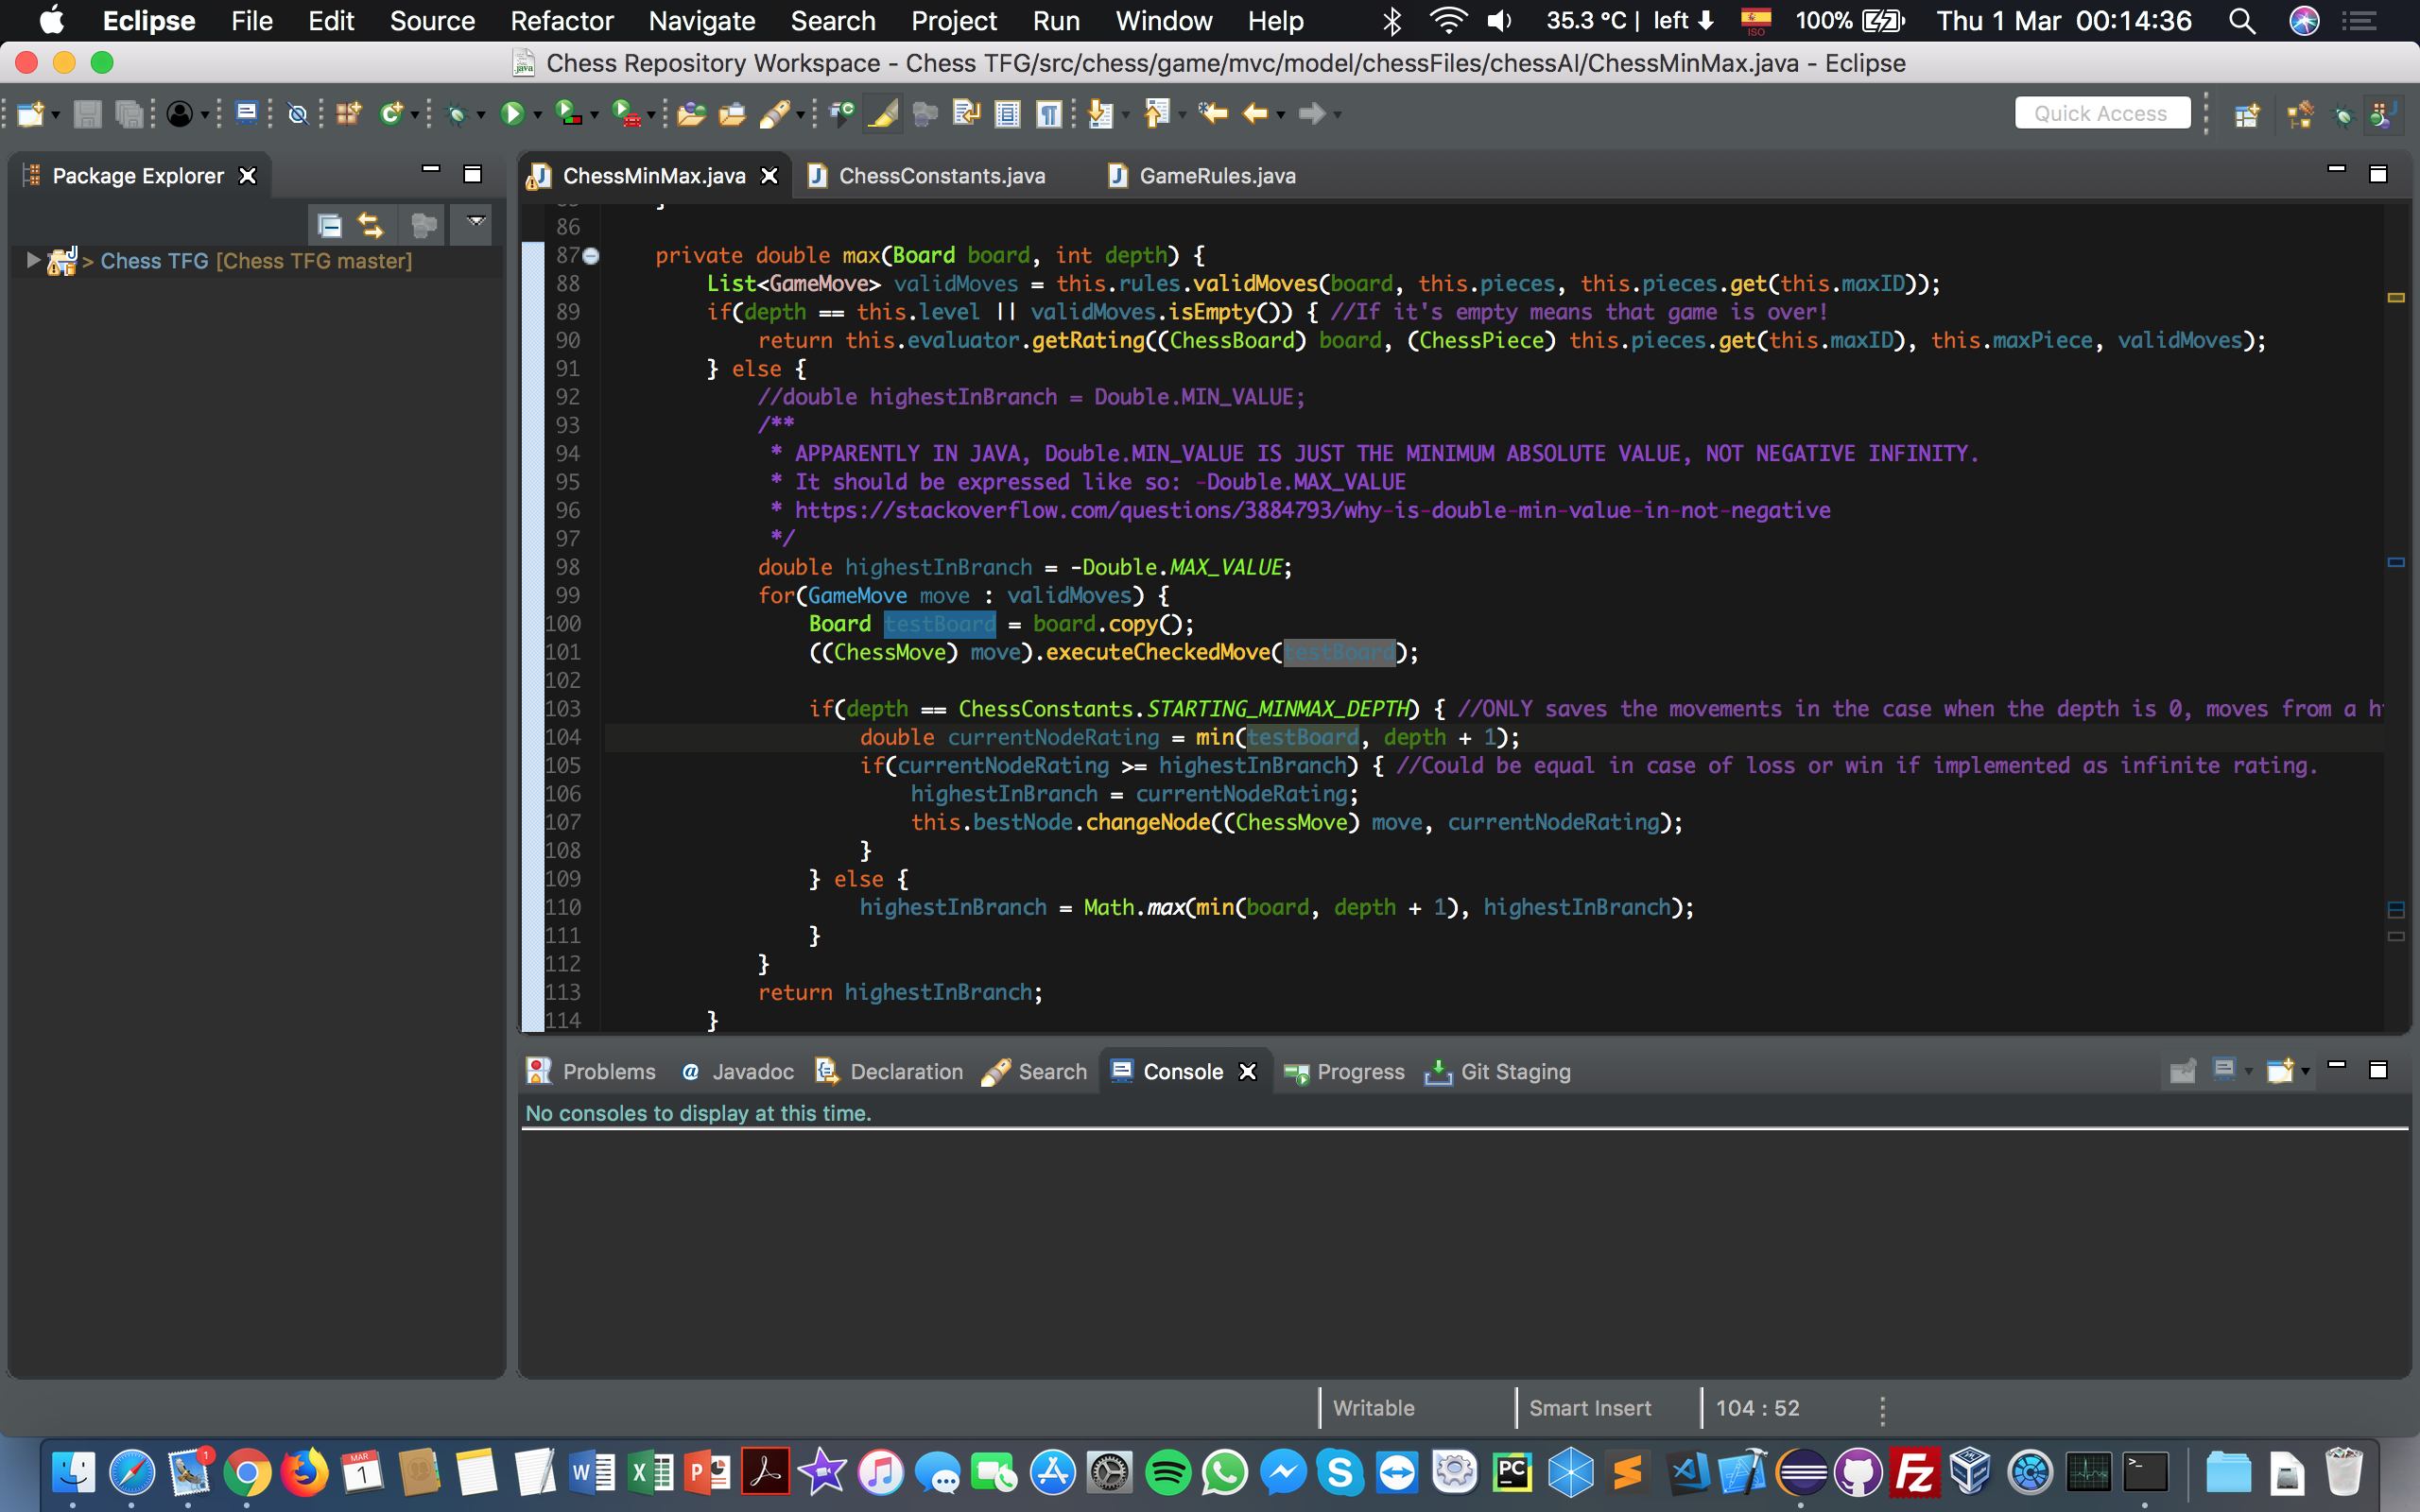 Eclipse File Edit Source Refactor Navigate Search Project Run Window Help 35.3 ºC | left ISO 100% Thu 1 Mar 00:14:36
Chess Repository Workspace - Chess TFG/src/chess/game/mvc/model/chessFiles/chessAI/ChessMinMax.java - Eclipse
Quick Access
Package Explorer
> Chess TFG [Chess TFG master]
ChessMinMax.java ChessConstants.java GameRules.java
86
87 private double max(Board board, int depth) {
88 List<GameMove> validMoves = this.rules.validMoves(board, this.pieces, this.pieces.get(this.maxID));
89 if(depth == this.level || validMoves.isEmpty()) { //If it's empty means that game is over!
90 return this.evaluator.getRating((ChessBoard) board, (ChessPiece) this.pieces.get(this.maxID), this.maxPiece, validMoves);
91 } else {
92 //double highestInBranch = Double.MIN_VALUE;
93 /**
94 * APPARENTLY IN JAVA, Double.MIN_VALUE IS JUST THE MINIMUM ABSOLUTE VALUE, NOT NEGATIVE INFINITY.
95 * It should be expressed like so: -Double.MAX_VALUE
96 * https://stackoverflow.com/questions/3884793/why-is-double-min-value-in-not-negative
97 */
98 double highestInBranch = -Double.MAX_VALUE;
99 for(GameMove move : validMoves) {
100 Board testBoard = board.copy();
101 ((ChessMove) move).executeCheckedMove(testBoard);
102
103 if(depth == ChessConstants.STARTING_MINMAX_DEPTH) { //ONLY saves the movements in the case when the depth is 0, moves from a
104 double currentNodeRating = min(testBoard, depth + 1);
105 if(currentNodeRating >= highestInBranch) { //Could be equal in case of loss or win if implemented as infinite rating.
106 highestInBranch = currentNodeRating;
107 this.bestNode.changeNode((ChessMove) move, currentNodeRating);
108 }
109 } else {
110 highestInBranch = Math.max(min(board, depth + 1), highestInBranch);
111 }
112 }
113 return highestInBranch;
114 }
Problems @ Javadoc Declaration Search Console Progress Git Staging
No consoles to display at this time.
Writable Smart Insert 104 : 52